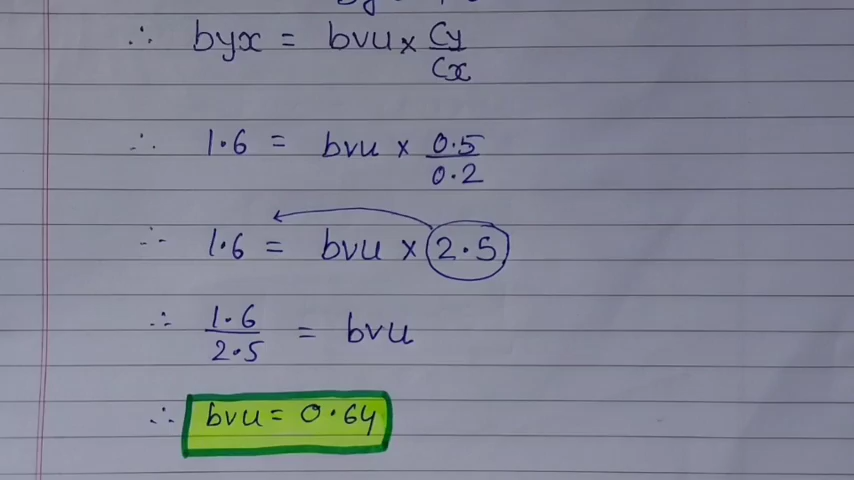 ∴ byx = bvu × Cy/Cx
∴ 1.6 = bvu × 0.5/0.2
∴ 1.6 = bvu × 2.5
∴ 1.6/2.5 = bvu
∴ bvu = 0.64